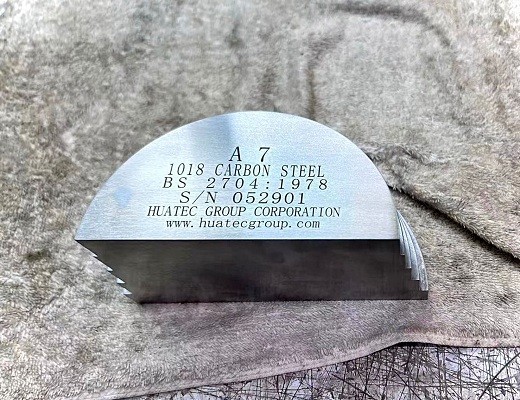 A 7
1018 CARBON STEEL
BS 2704:1978
S/N 052901
HUATEC GROUP CORPORATION
www.huatecgroup.com